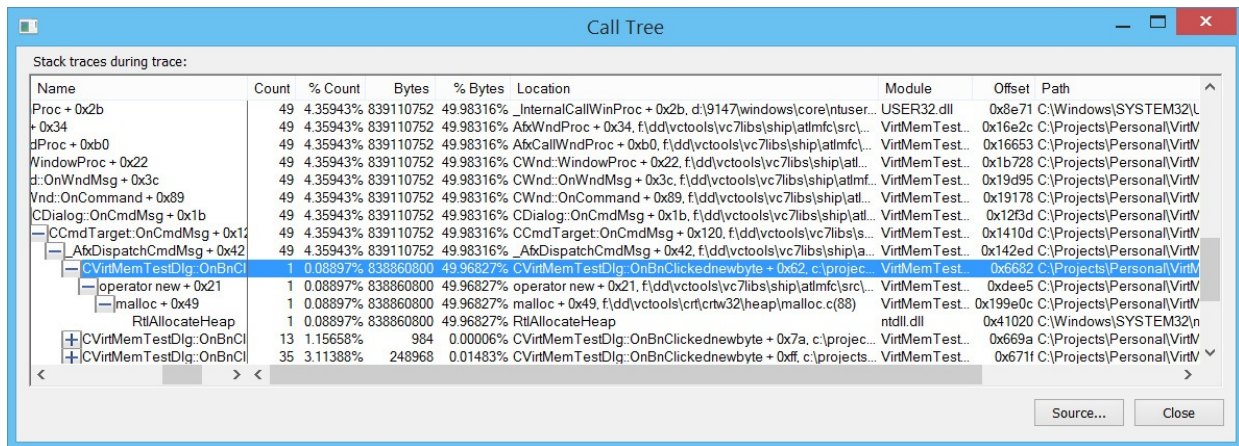 Call Tree
Stack traces during trace:
Name Count % Count Bytes % Bytes Location Module Offset Path
Proc + 0x2b 49 4.35943% 839110752 49.98316% _InternalCallWinProc + 0x2b, d:\9147\windows\core\ntuser... USER32.dll 0x8e71 C:\Windows\SYSTEM32\
+ 0x34 49 4.35943% 839110752 49.98316% AfxWndProc + 0x34, f:\dd\vctools\vc7libs\ship\atlmfc\src\... VirtMemTest... 0x16e2c C:\Projects\Personal\VirtM
dProc + 0xb0 49 4.35943% 839110752 49.98316% AfxCallWndProc + 0xb0, f:\dd\vctools\vc7libs\ship\atlmfc\... VirtMemTest... 0x16653 C:\Projects\Personal\VirtM
WindowProc + 0x22 49 4.35943% 839110752 49.98316% CWnd::WindowProc + 0x22, f:\dd\vctools\vc7libs\ship\atl... VirtMemTest... 0x1b728 C:\Projects\Personal\VirtM
d::OnWndMsg + 0x3c 49 4.35943% 839110752 49.98316% CWnd::OnWndMsg + 0x3c, f:\dd\vctools\vc7libs\ship\atlmf... VirtMemTest... 0x19d95 C:\Projects\Personal\VirtM
Wnd::OnCommand + 0x89 49 4.35943% 839110752 49.98316% CWnd::OnCommand + 0x89, f:\dd\vctools\vc7libs\ship\atl... VirtMemTest... 0x19178 C:\Projects\Personal\VirtM
CDialog::OnCmdMsg + 0x1b 49 4.35943% 839110752 49.98316% CDialog::OnCmdMsg + 0x1b, f:\dd\vctools\vc7libs\ship\atl... VirtMemTest... 0x12f3d C:\Projects\Personal\VirtM
CCmdTarget::OnCmdMsg + 0x12 49 4.35943% 839110752 49.98316% CCmdTarget::OnCmdMsg + 0x120, f:\dd\vctools\vc7libs\s... VirtMemTest... 0x1410d C:\Projects\Personal\VirtM
_AfxDispatchCmdMsg + 0x42 49 4.35943% 839110752 49.98316% _AfxDispatchCmdMsg + 0x42, f:\dd\vctools\vc7libs\ship\a... VirtMemTest... 0x142ed C:\Projects\Personal\VirtM
CVirtMemTestDlg::OnBnCl 1 0.08897% 838860800 49.96827% CVirtMemTestDlg::OnBnClickednewbyte + 0x62, c:\projec... VirtMemTest... 0x6682 C:\Projects\Personal\VirtM
operator new + 0x21 1 0.08897% 838860800 49.96827% operator new + 0x21, f:\dd\vctools\vc7libs\ship\atlmfc\src\... VirtMemTest... 0xdee5 C:\Projects\Personal\VirtM
malloc + 0x49 1 0.08897% 838860800 49.96827% malloc + 0x49, f:\dd\vctools\crt\crtw32\heap\malloc.c(88) VirtMemTest... 0x199e0c C:\Projects\Personal\VirtM
RtlAllocateHeap 1 0.08897% 838860800 49.96827% RtlAllocateHeap ntdll.dll 0x41020 C:\Windows\SYSTEM32\n
CVirtMemTestDlg::OnBnCl 13 1.15658% 984 0.00006% CVirtMemTestDlg::OnBnClickednewbyte + 0x7a, c:\projec... VirtMemTest... 0x669a C:\Projects\Personal\VirtM
CVirtMemTestDlg::OnBnCl 35 3.11388% 248968 0.01483% CVirtMemTestDlg::OnBnClickednewbyte + 0xff, c:\projects... VirtMemTest... 0x671f C:\Projects\Personal\VirtM
Source... Close